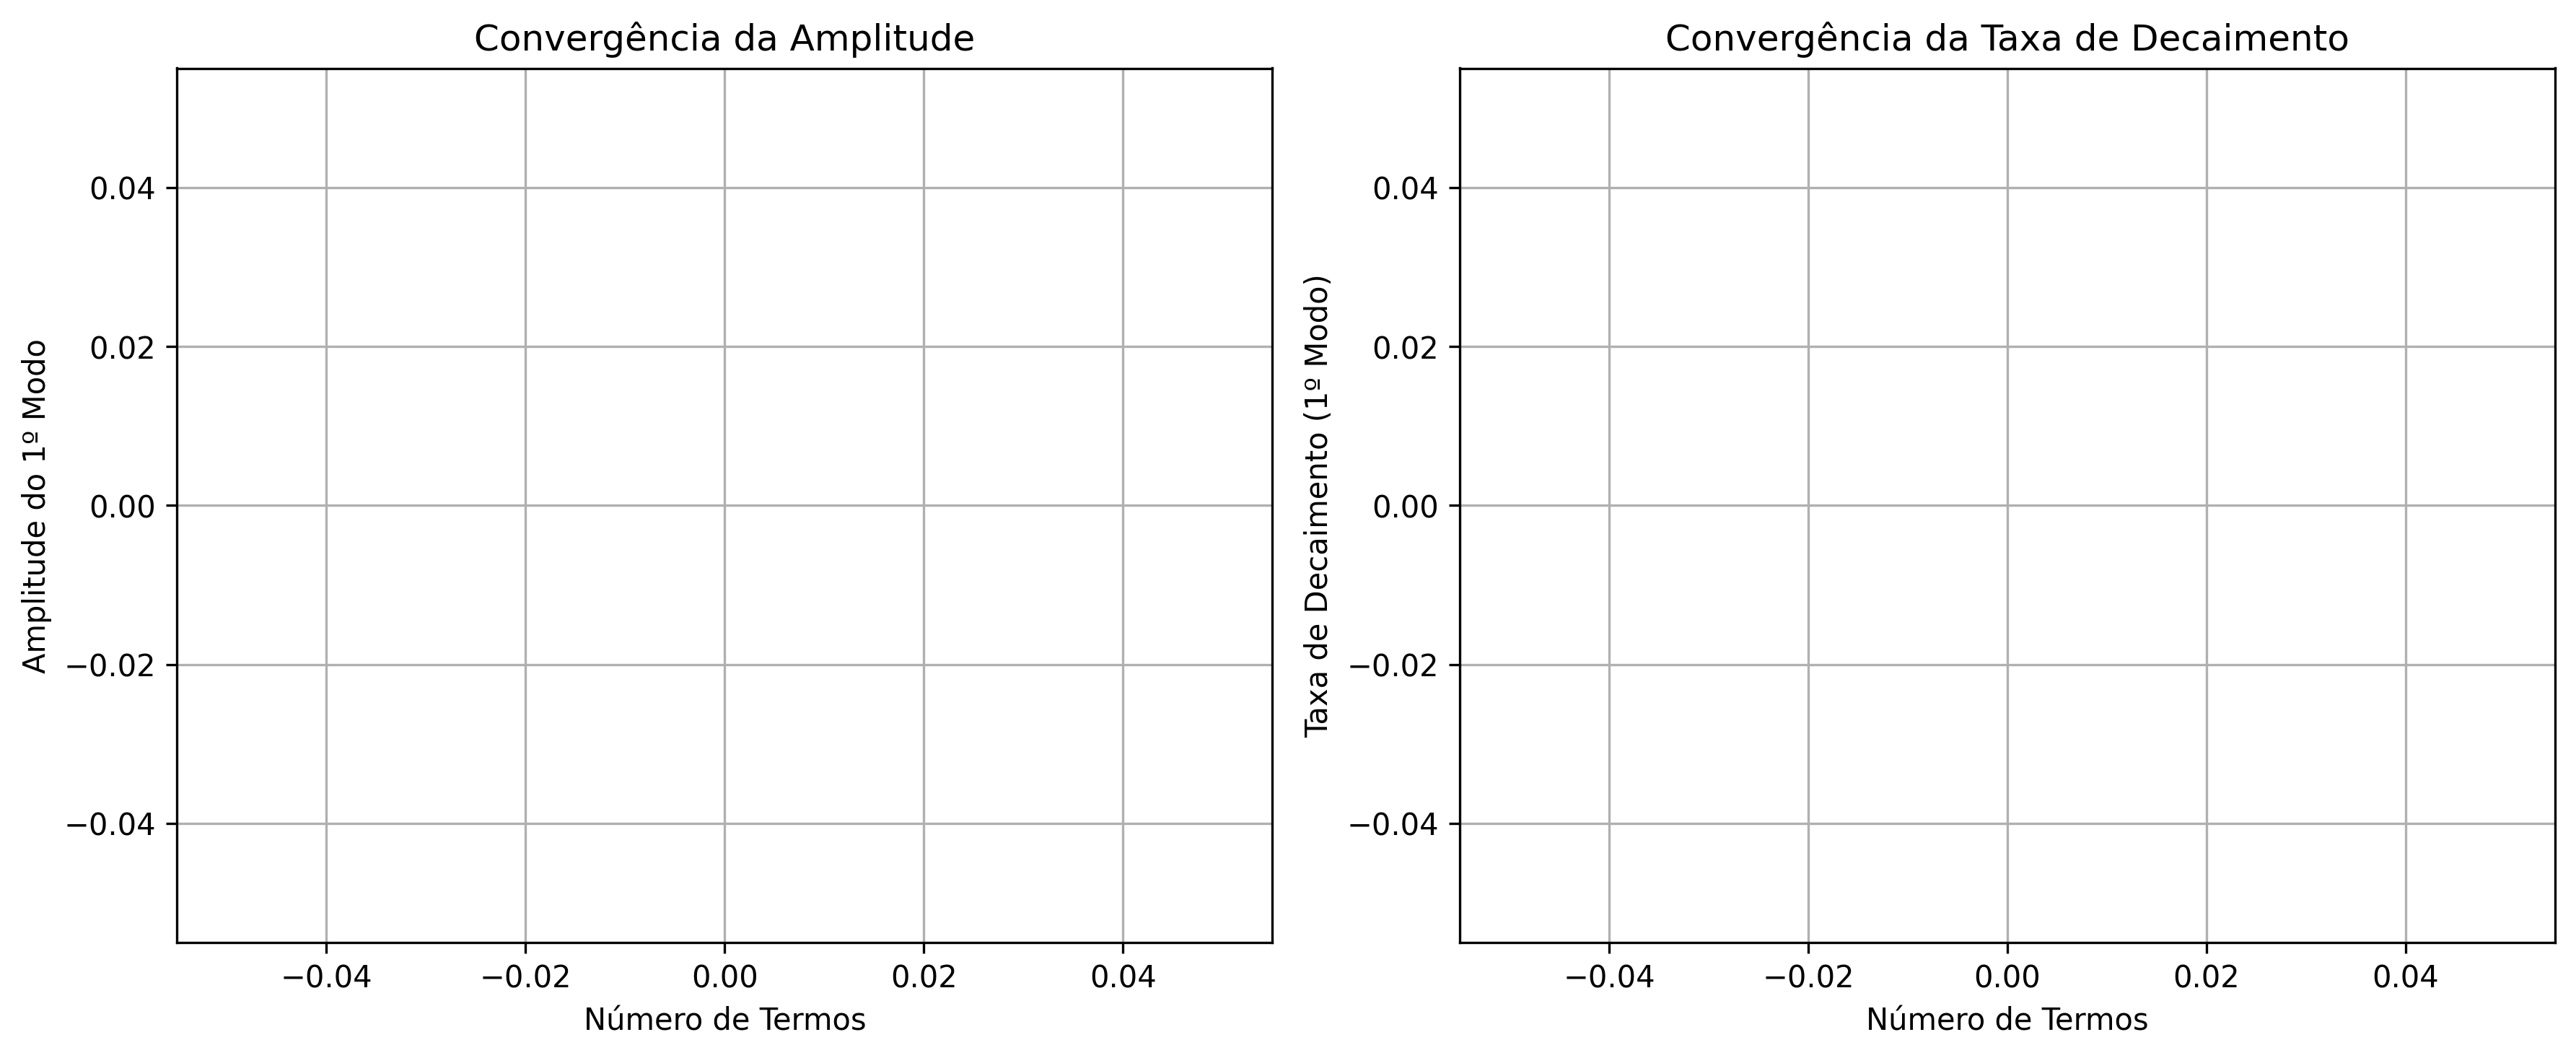 Convergência da Amplitude
Amplitude do 1º Modo
0.04
0.02
0.00
−0.02
−0.04
−0.04 −0.02 0.00 0.02 0.04
Número de Termos
Convergência da Taxa de Decaimento
Taxa de Decaimento (1º Modo)
0.04
0.02
0.00
−0.02
−0.04
−0.04 −0.02 0.00 0.02 0.04
Número de Termos